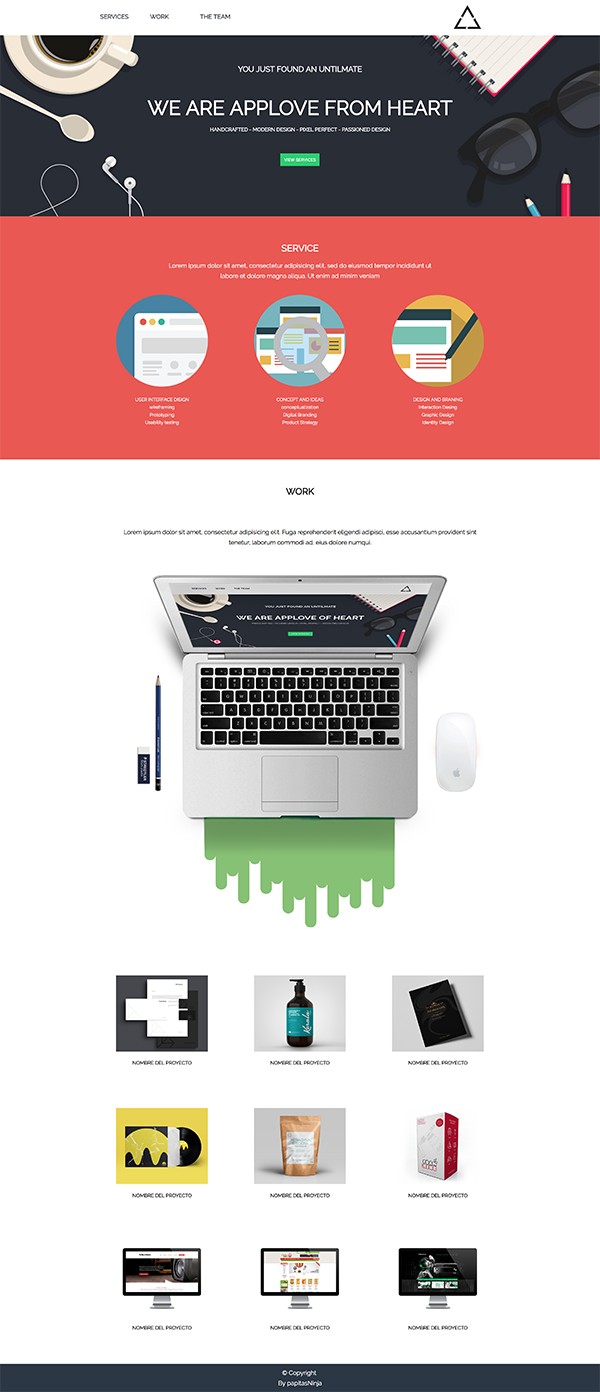 SERVICES WORK THE TEAM
YOU JUST FOUND AN UNTILMATE
WE ARE APPLOVE FROM HEART
HANDCRAFTED - MODERN DESIGN - PIXEL PERFECT - PASSIONED DESIGN
VIEW SERVICES
SERVICE
Lorem ipsum dolor sit amet, consectetur adipisicing elit, sed do eiusmod tempor incididunt ut
labore et dolore magna aliqua. Ut enim ad minim veniam
USER INTERFACE DISIGN
wireframing
Prototyping
Usability testing
CONCEPT AND IDEAS
conceptualization
Digital Branding
Product Strategy
DESIGN AND BRANING
Interaction Desing
Graphic Design
Identity Design
WORK
Lorem ipsum dolor sit amet, consectetur adipisicing elit. Fuga reprehenderit eligendi adipisci, esse accusantium provident sint
tenetur, laborum commodi ad, eius dolore numqui.
SERVICES WORK THE TEAM
YOU JUST FOUND AN UNTILMATE
WE ARE APPLOVE OF HEART
NOMBRE DEL PROYECTO
NOMBRE DEL PROYECTO
NOMBRE DEL PROYECTO
NOMBRE DEL PROYECTO
NOMBRE DEL PROYECTO
NOMBRE DEL PROYECTO
NOMBRE DEL PROYECTO
NOMBRE DEL PROYECTO
NOMBRE DEL PROYECTO
© Copyright
By papitasNinja